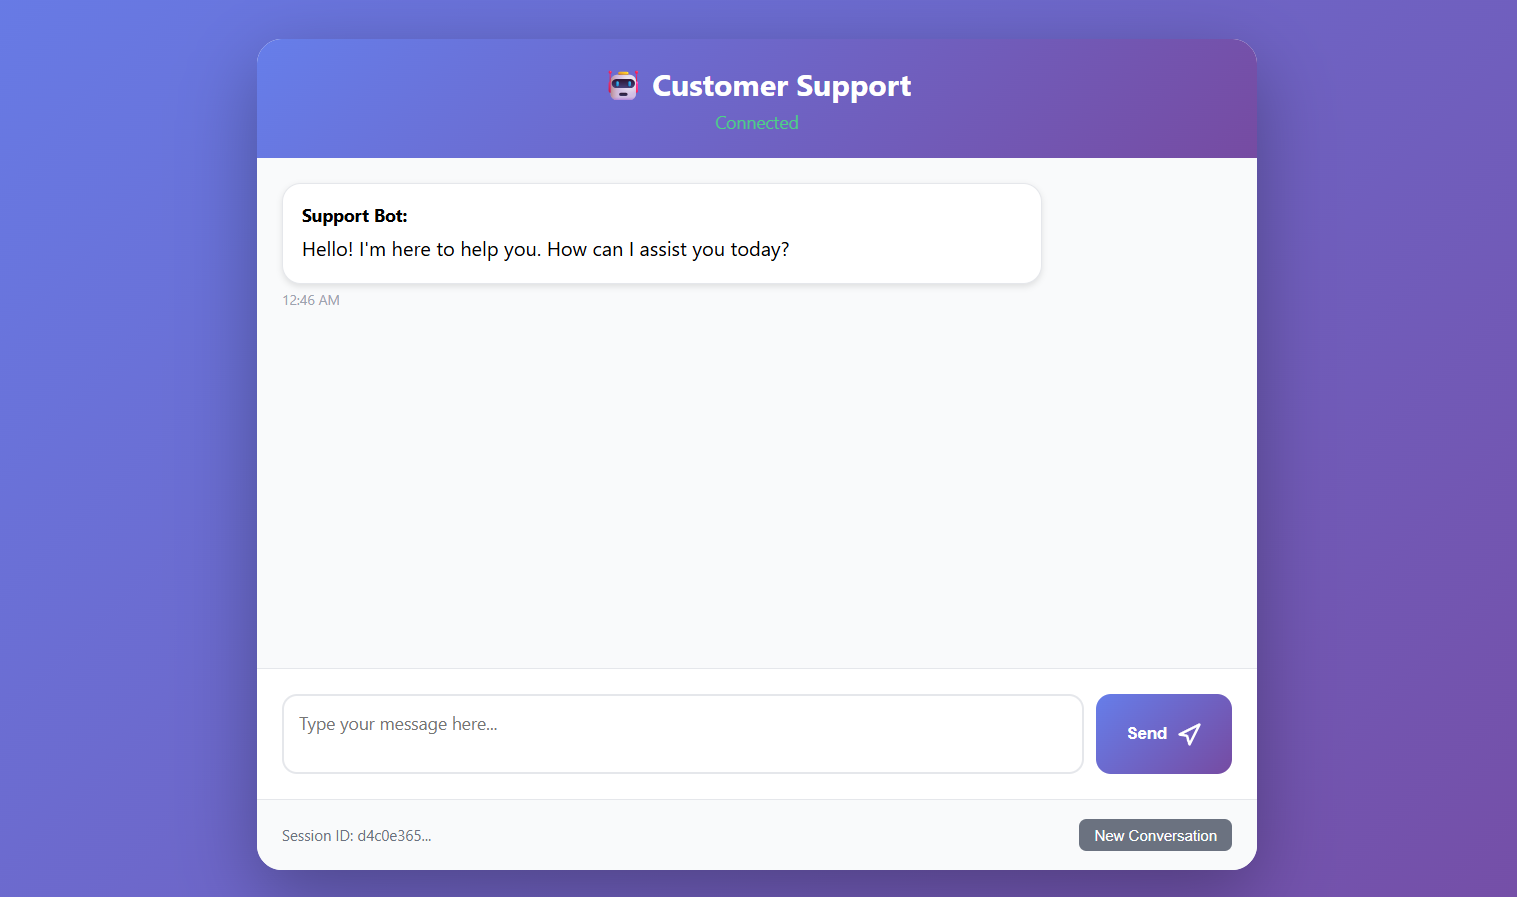 Customer Support
Connected
Support Bot:
Hello! I'm here to help you. How can I assist you today?
12:46 AM
Type your message here...
Send
Session ID: d4c0e365...
New Conversation